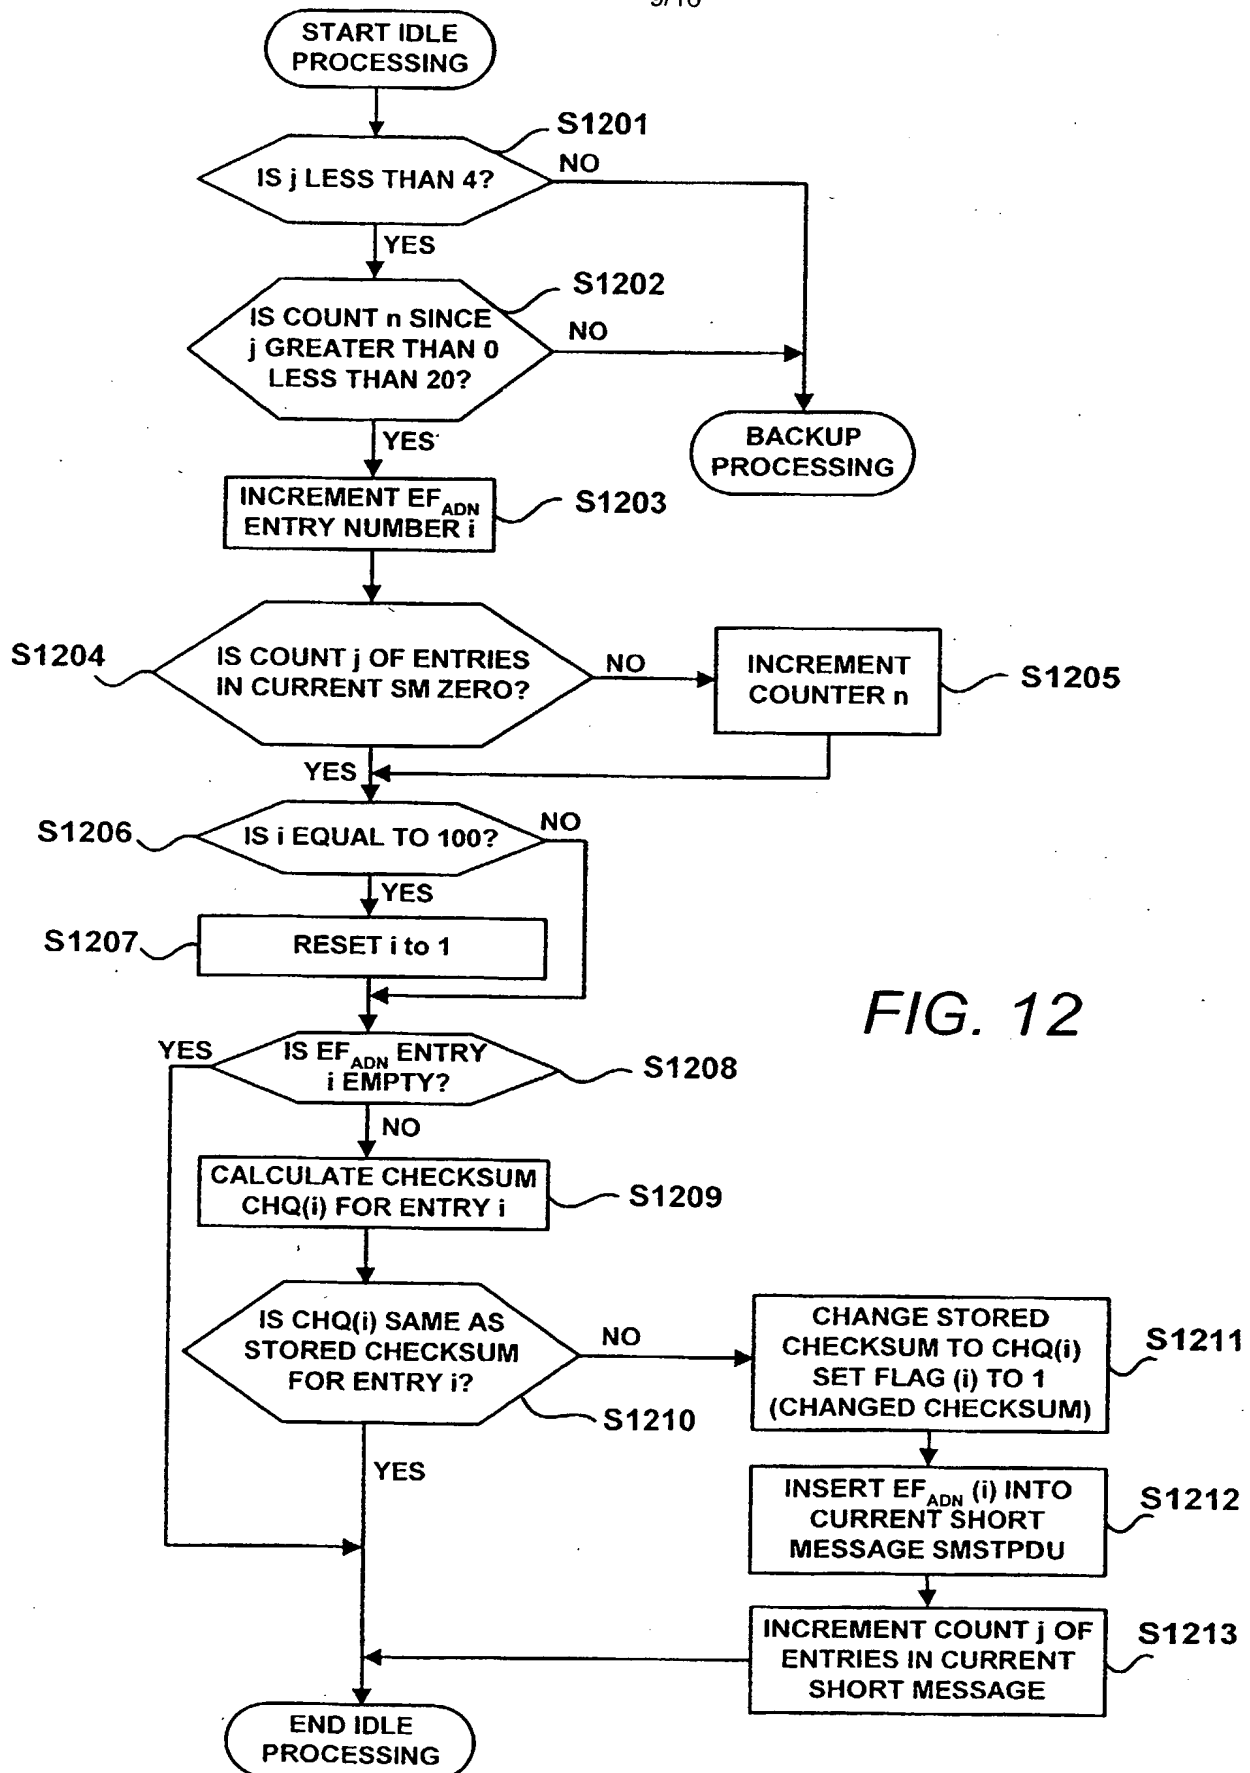 9/16
START IDLE
PROCESSING
S1201
IS j LESS THAN 4?
NO
YES
S1202
IS COUNT n SINCE
j GREATER THAN 0
LESS THAN 20?
NO
YES
BACKUP
PROCESSING
INCREMENT EFADN
ENTRY NUMBER i
S1203
S1204
IS COUNT j OF ENTRIES
IN CURRENT SM ZERO?
NO
INCREMENT
COUNTER n
S1205
YES
S1206
IS i EQUAL TO 100?
NO
YES
S1207
RESET i to 1
FIG. 12
YES
IS EFADN ENTRY
i EMPTY?
S1208
NO
CALCULATE CHECKSUM
CHQ(i) FOR ENTRY i
S1209
IS CHQ(i) SAME AS
STORED CHECKSUM
FOR ENTRY i?
NO
S1210
YES
CHANGE STORED
CHECKSUM TO CHQ(i)
SET FLAG (i) TO 1
(CHANGED CHECKSUM)
S1211
INSERT EFADN (i) INTO
CURRENT SHORT
MESSAGE SMSTPDU
S1212
INCREMENT COUNT j OF
ENTRIES IN CURRENT
SHORT MESSAGE
S1213
END IDLE
PROCESSING